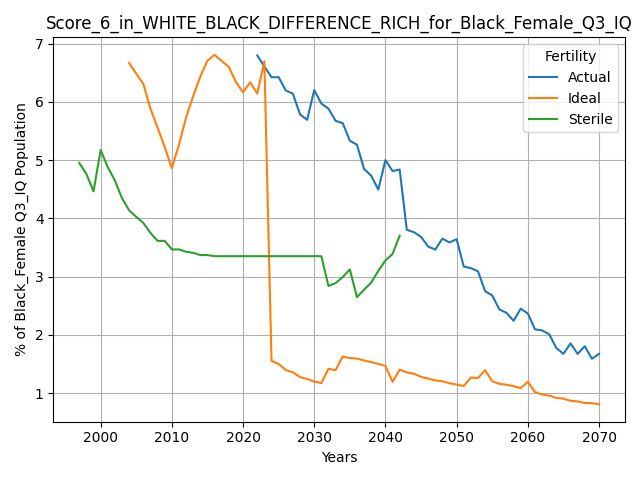 Score_6_in_WHITE_BLACK_DIFFERENCE_RICH_for_Black_Female_Q3_IQ
7
6
5
4
3
2
1
% of Black_Female Q3_IQ Population
Fertility
Actual
Ideal
Sterile
2000 2010 2020 2030 2040 2050 2060 2070
Years